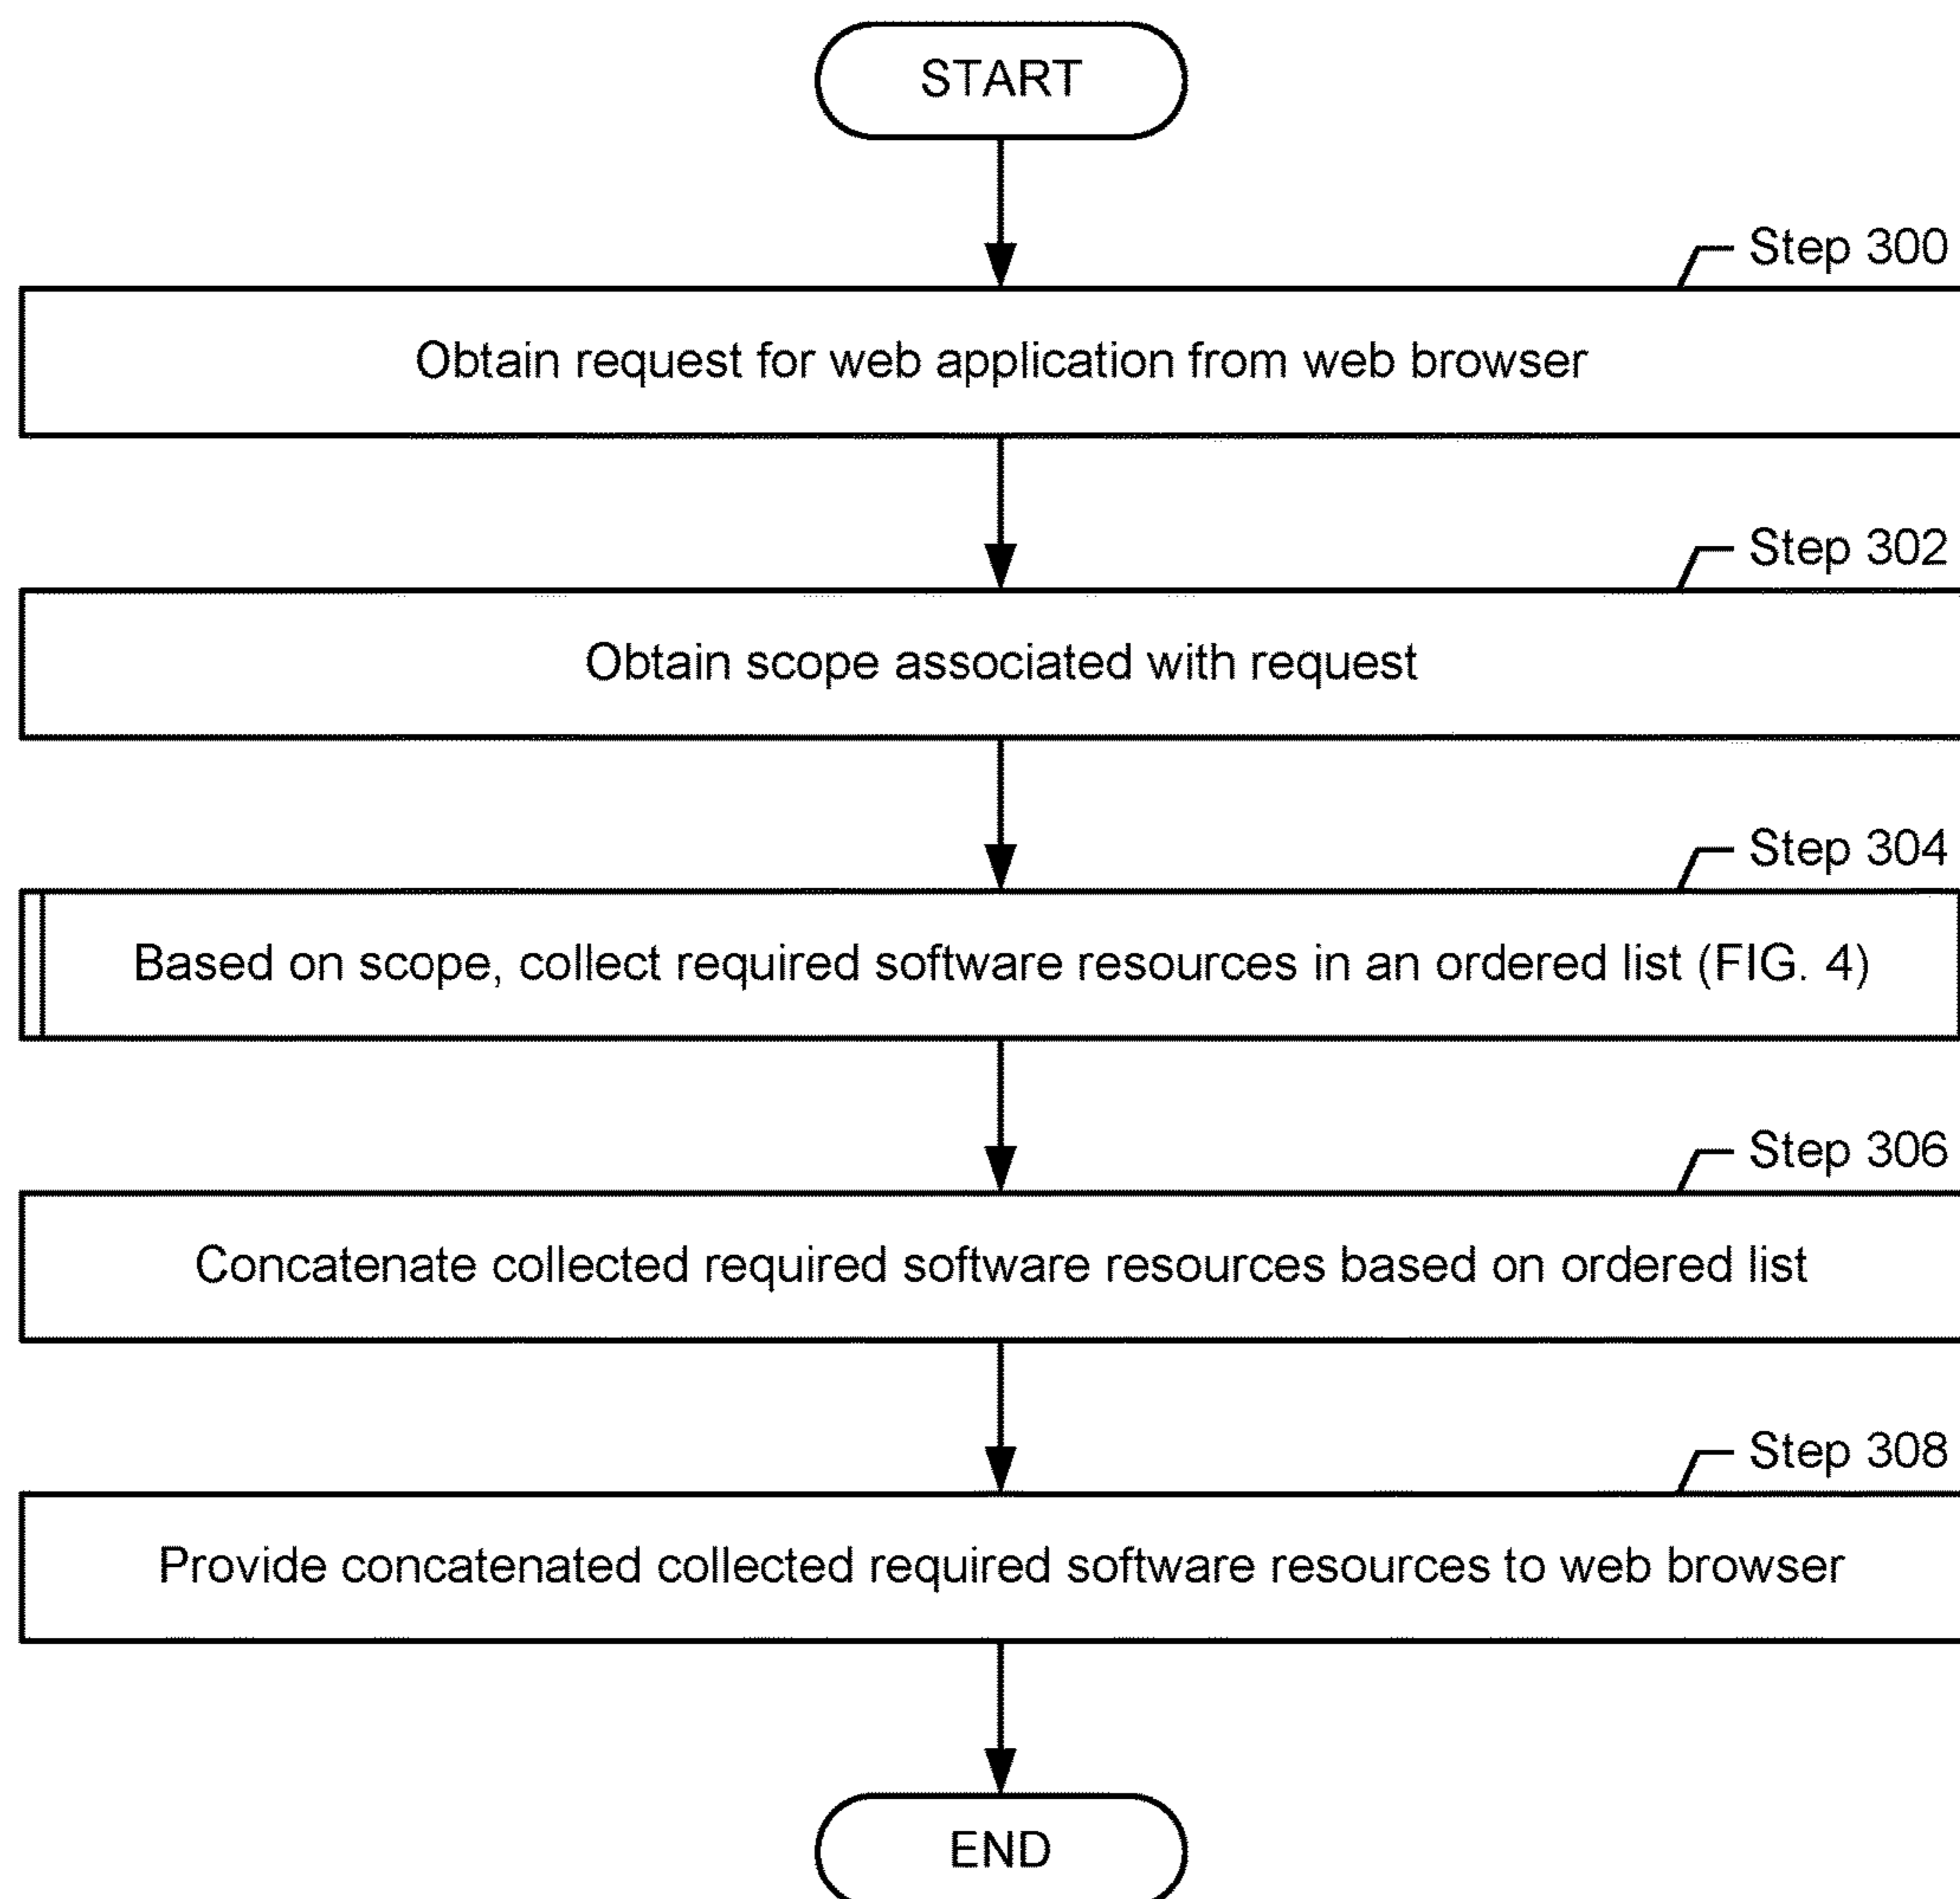 START
Step 300
Obtain request for web application from web browser
Step 302
Obtain scope associated with request
Step 304
Based on scope, collect required software resources in an ordered list (FIG. 4)
Step 306
Concatenate collected required software resources based on ordered list
Step 308
Provide concatenated collected required software resources to web browser
END